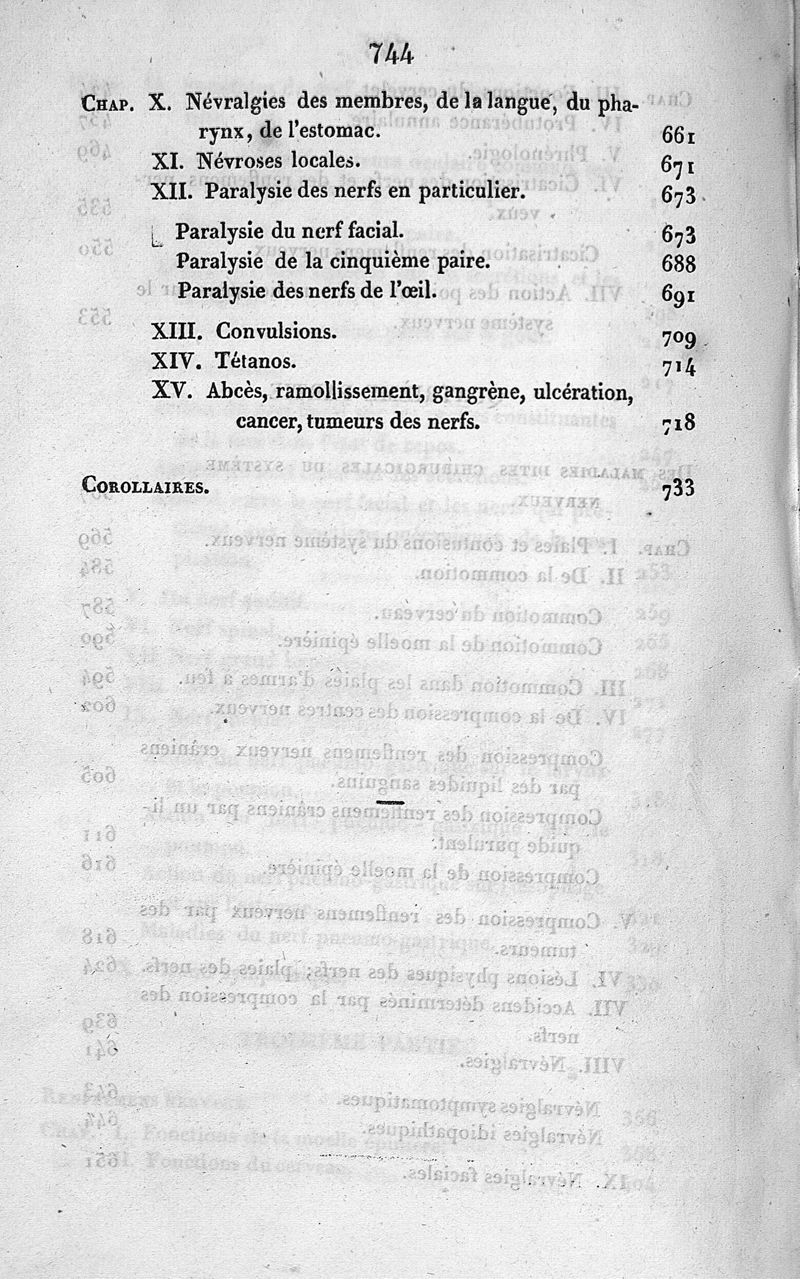 744
CHAP. X. Névralgies des membres, de la langue, du pha-
rynx, de l'estomac. 661
XI. Névroses locales. 671
XII. Paralysie des nerfs en particulier. 673
Paralysie du nerf facial. 673
Paralysie de la cinquième paire. 688
Paralysie des nerfs de l'œil. 691
XIII. Convulsions. 709
XIV. Tétanos. 714
XV. Abcès, ramollissement, gangrène, ulcération,
cancer, tumeurs des nerfs. 718
COROLLAIRES. 733